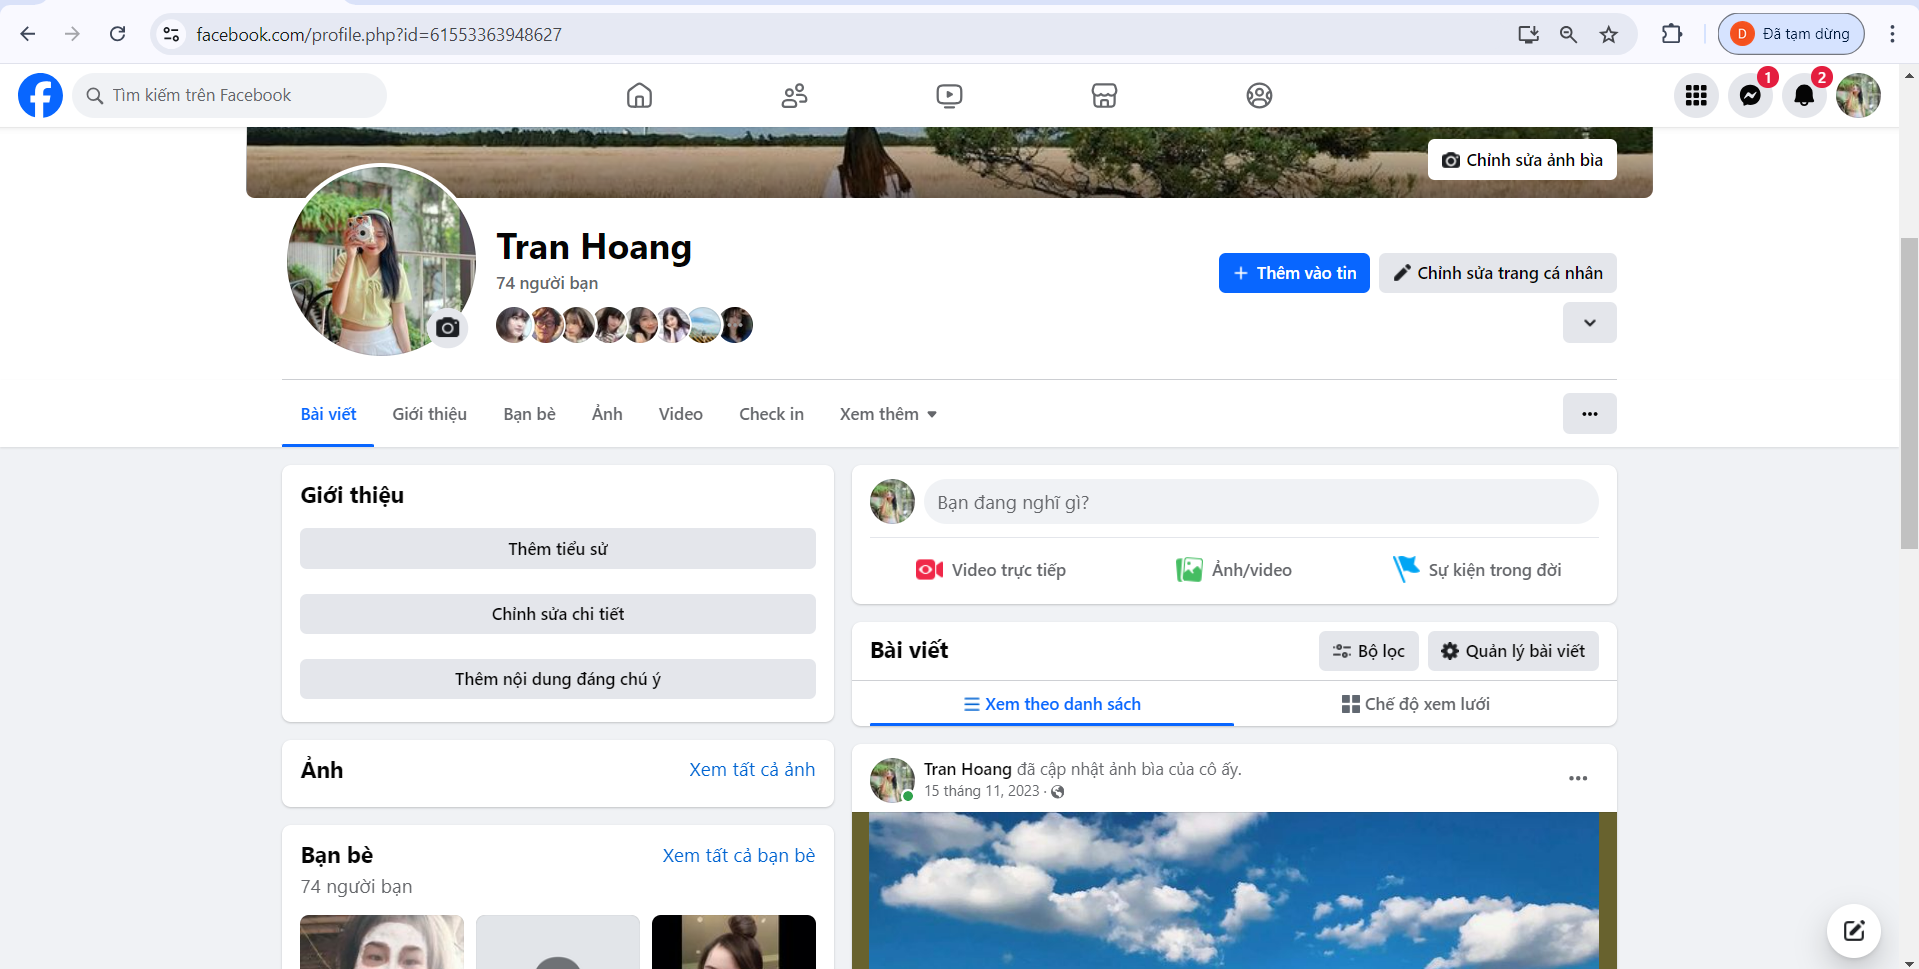 facebook.com/profile.php?id=61553363948627
D Đã tạm dừng
Tìm kiếm trên Facebook
1
2
Chỉnh sửa ảnh bìa
Tran Hoang
74 người bạn
Thêm vào tin
Chỉnh sửa trang cá nhân
Bài viết
Giới thiệu
Bạn bè
Ảnh
Video
Check in
Xem thêm
Giới thiệu
Thêm tiểu sử
Chỉnh sửa chi tiết
Thêm nội dung đáng chú ý
Ảnh
Xem tất cả ảnh
Bạn bè
Xem tất cả bạn bè
74 người bạn
Bạn đang nghĩ gì?
Video trực tiếp
Ảnh/video
Sự kiện trong đời
Bài viết
Bộ lọc
Quản lý bài viết
Xem theo danh sách
Chế độ xem lưới
Tran Hoang đã cập nhật ảnh bìa của cô ấy.
15 tháng 11, 2023 ·